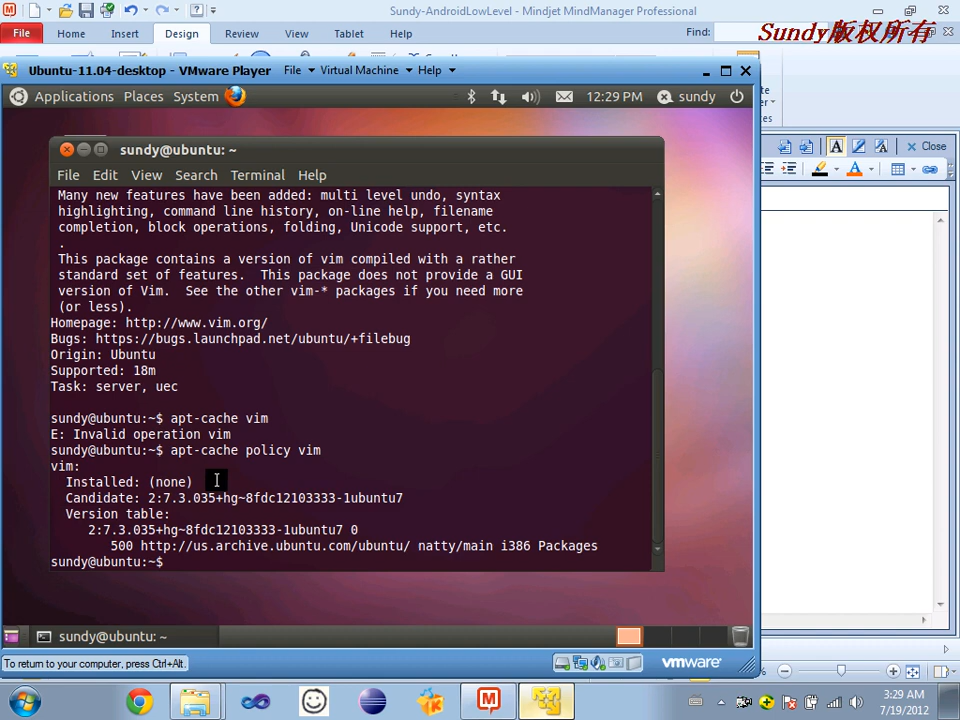 Sundy-AndroidLowLevel - Mindjet MindManager Professional
File Home Insert Design Review View Tablet Help Find:
Sundy版权所有
Ubuntu-11.04-desktop - VMware Player File Virtual Machine Help
Applications Places System 12:29 PM sundy
Close
sundy@ubuntu: ~
File Edit View Search Terminal Help
Many new features have been added: multi level undo, syntax
highlighting, command line history, on-line help, filename
completion, block operations, folding, Unicode support, etc.
.
This package contains a version of vim compiled with a rather
standard set of features.  This package does not provide a GUI
version of Vim.  See the other vim-* packages if you need more
(or less).
Homepage: http://www.vim.org/
Bugs: https://bugs.launchpad.net/ubuntu/+filebug
Origin: Ubuntu
Supported: 18m
Task: server, uec
sundy@ubuntu:~$ apt-cache vim
E: Invalid operation vim
sundy@ubuntu:~$ apt-cache policy vim
vim:
Installed: (none)
Candidate: 2:7.3.035+hg~8fdc12103333-1ubuntu7
Version table:
2:7.3.035+hg~8fdc12103333-1ubuntu7 0
500 http://us.archive.ubuntu.com/ubuntu/ natty/main i386 Packages
sundy@ubuntu:~$
sundy@ubuntu: ~
To return to your computer, press Ctrl+Alt.
vmware
3:29 AM
7/19/2012